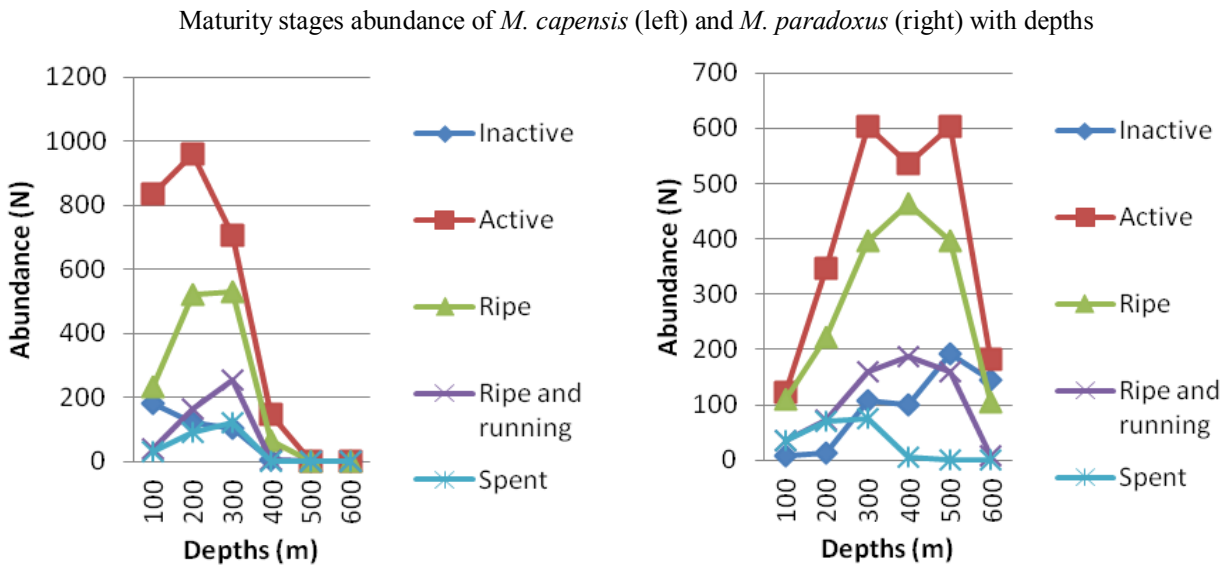 Maturity stages abundance of M. capensis (left) and M. paradoxus (right) with depths
1200
1000
800
600
400
200
0
Abundance (N)
100
200
300
400
500
600
Depths (m)
Inactive
Active
Ripe
Ripe and
running
Spent
700
600
500
400
300
200
100
0
Abundance (N)
100
200
300
400
500
600
Depths (m)
Inactive
Active
Ripe
Ripe and
running
Spent